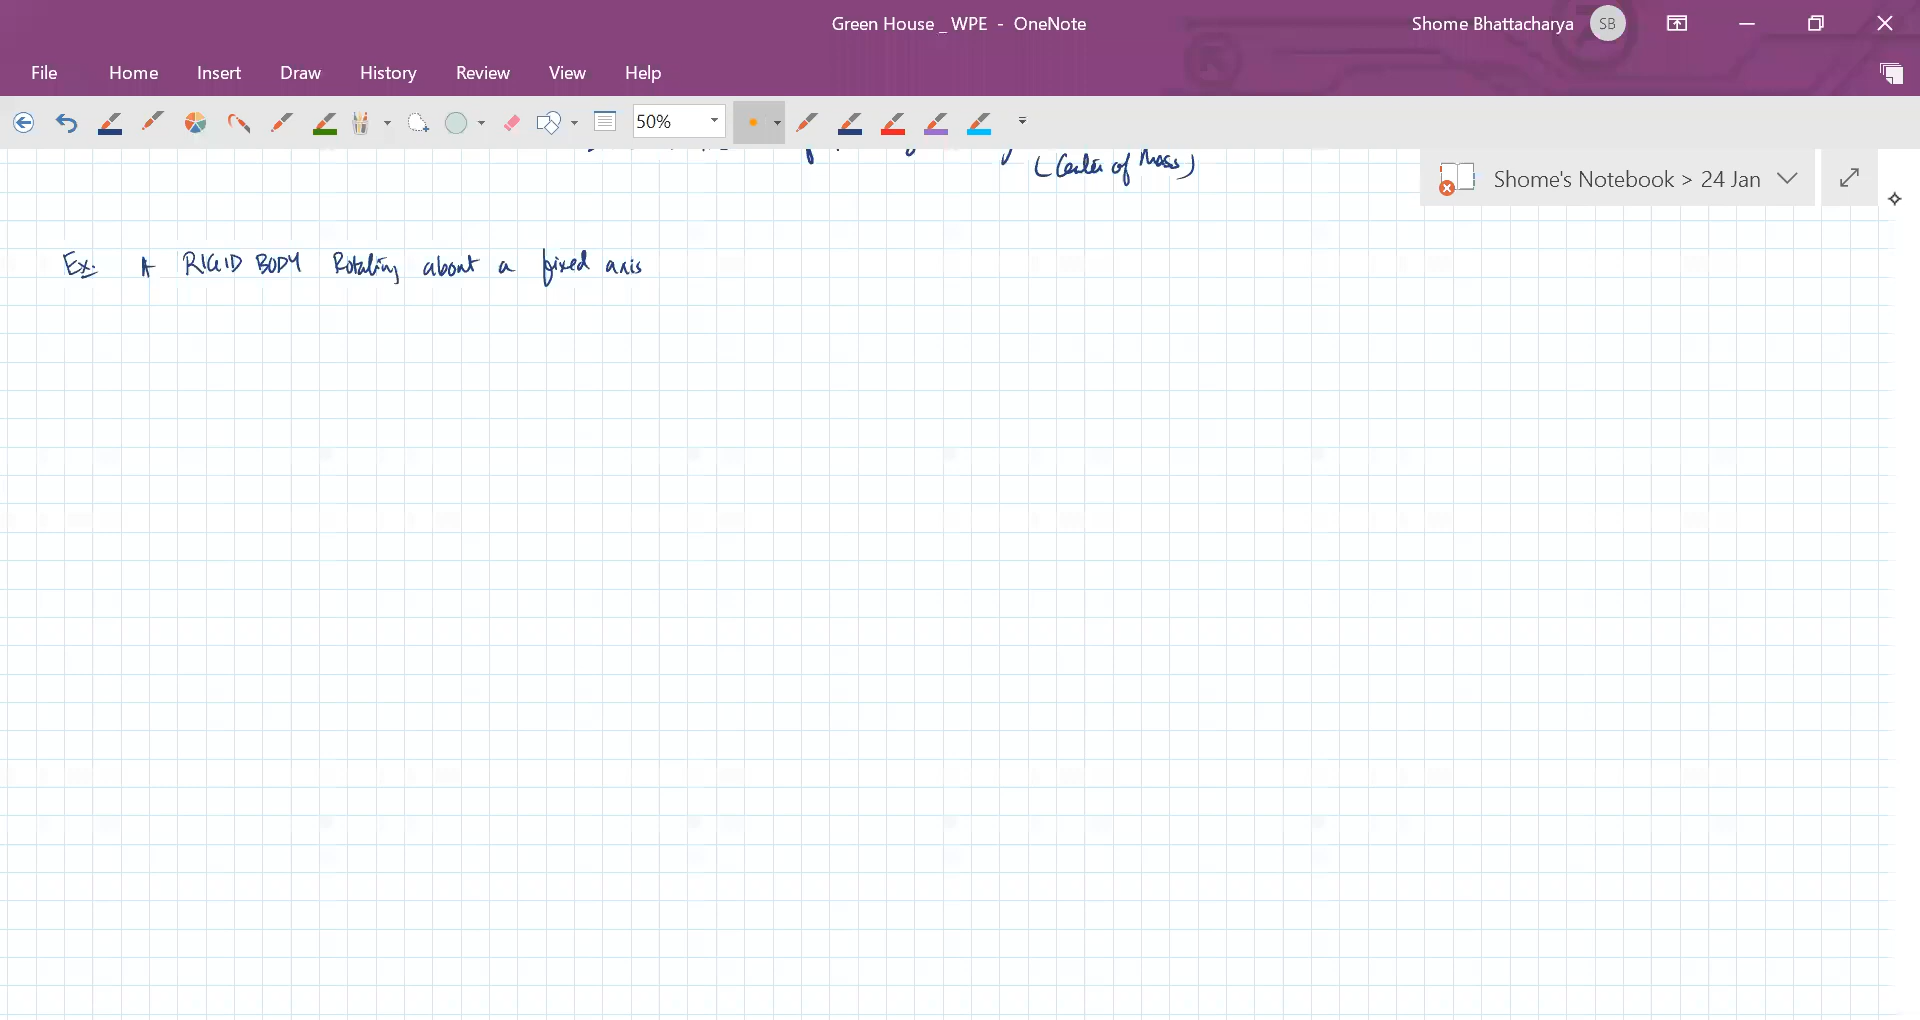 Green House _ WPE - OneNote
Shome Bhattacharya SB
File Home Insert Draw History Review View Help
50%
(Center of Mass)
Shome's Notebook > 24 Jan
Ex. A RIGID BODY Rotating about a fixed axis